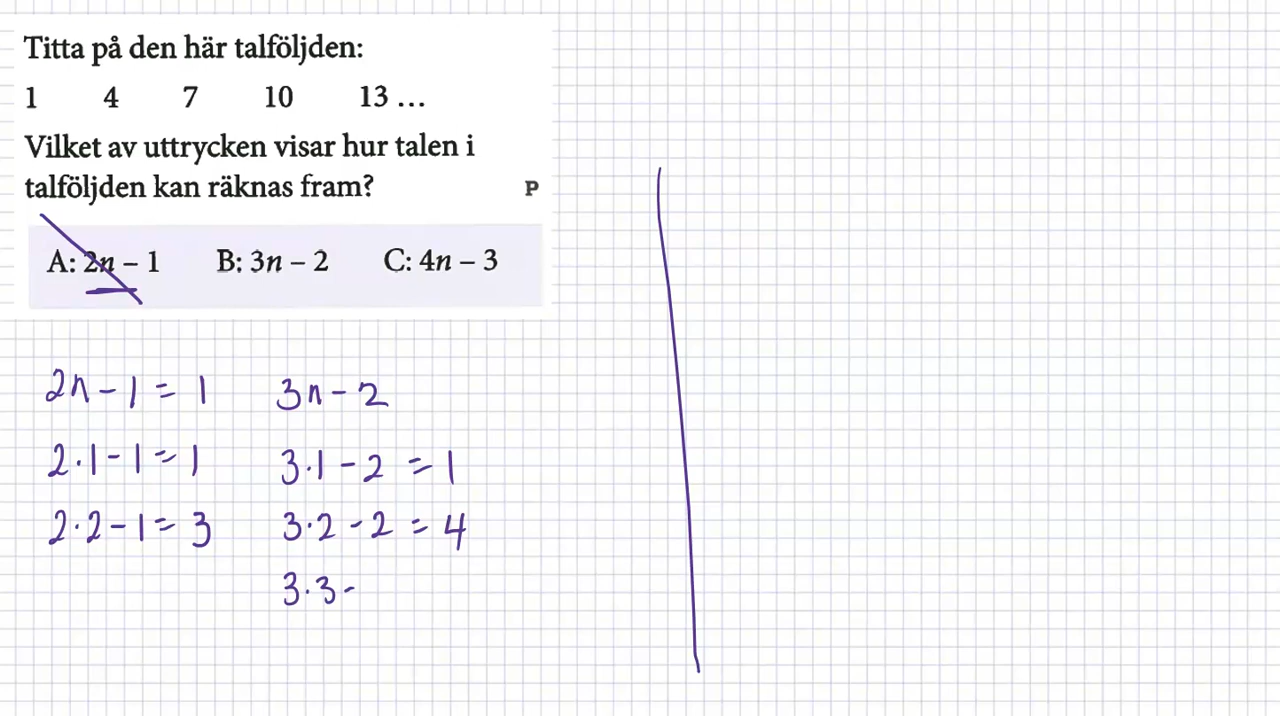 Titta på den här talföljden:
1 4 7 10 13 ...
Vilket av uttrycken visar hur talen i
talföljden kan räknas fram?
P
A: 2n – 1 B: 3n – 2 C: 4n – 3
2n - 1 = 1
2·1 - 1 = 1
2·2 - 1 = 3
3n - 2
3·1 - 2 = 1
3·2 - 2 = 4
3·3 -